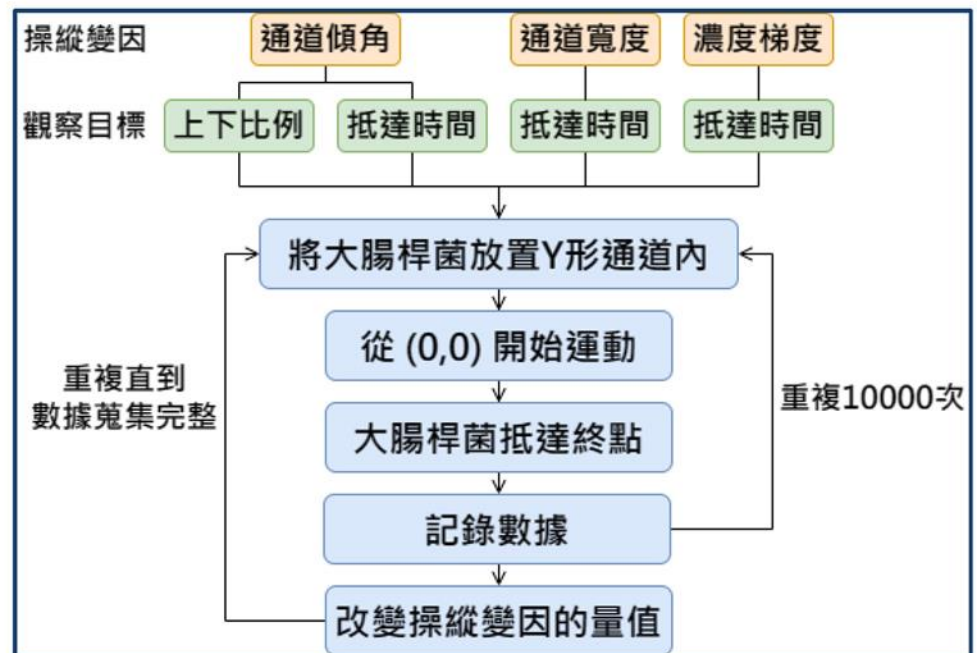 操縱變因
通道傾角
通道寬度
濃度梯度
觀察目標
上下比例
抵達時間
抵達時間
抵達時間
將大腸桿菌放置Y形通道內
從 (0,0) 開始運動
重複直到
數據蒐集完整
重複10000次
大腸桿菌抵達終點
記錄數據
改變操縱變因的量值